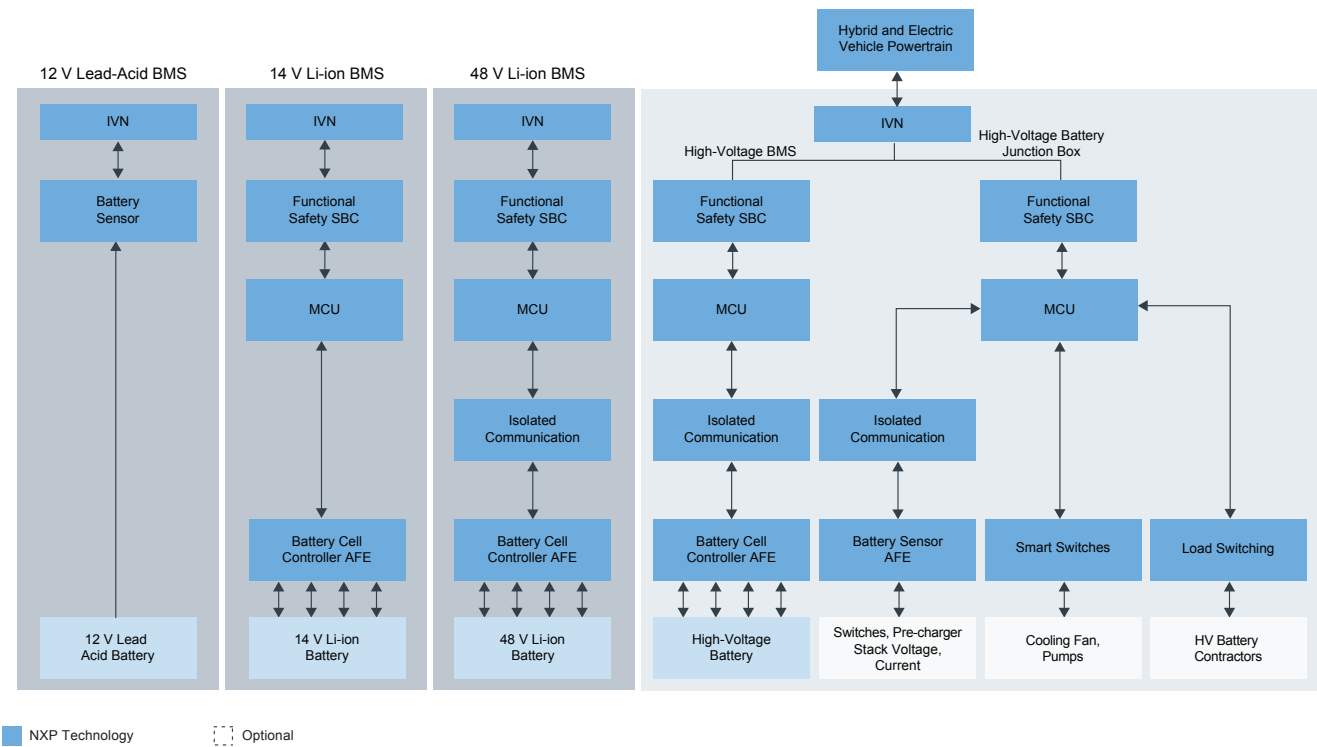 Hybrid and Electric
Vehicle Powertrain
12 V Lead-Acid BMS
14 V Li-ion BMS
48 V Li-ion BMS
IVN
IVN
IVN
IVN
High-Voltage BMS
High-Voltage Battery
Junction Box
Battery
Sensor
Functional
Safety SBC
Functional
Safety SBC
Functional
Safety SBC
Functional
Safety SBC
MCU
MCU
MCU
MCU
Isolated
Communication
Isolated
Communication
Isolated
Communication
Battery Cell
Controller AFE
Battery Cell
Controller AFE
Battery Cell
Controller AFE
Battery Sensor
AFE
Smart Switches
Load Switching
12 V Lead
Acid Battery
14 V Li-ion
Battery
48 V Li-ion
Battery
High-Voltage
Battery
Switches, Pre-charger
Stack Voltage,
Current
Cooling Fan,
Pumps
HV Battery
Contractors
NXP Technology
Optional